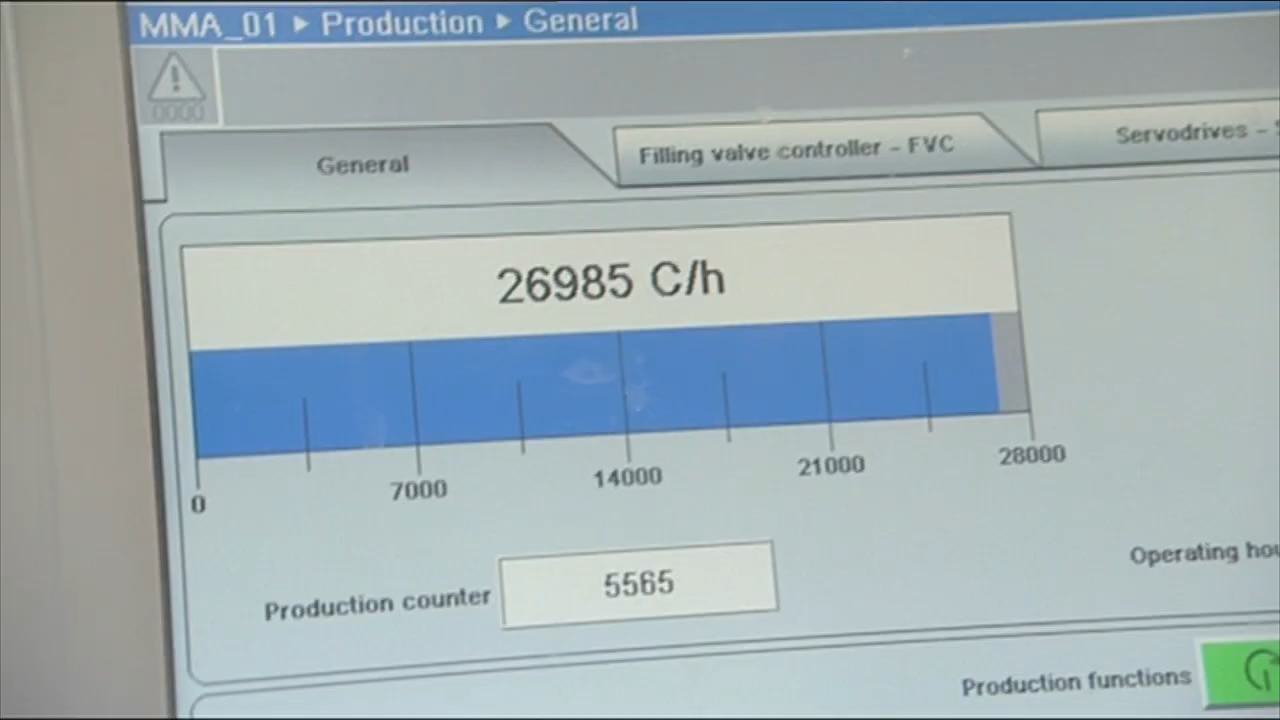 MMA_01 ▸ Production ▸ General
0000
General
Filling valve controller - FVC
Servodrives -
26985 C/h
0
7000
14000
21000
28000
Production counter
5565
Operating
Production functions